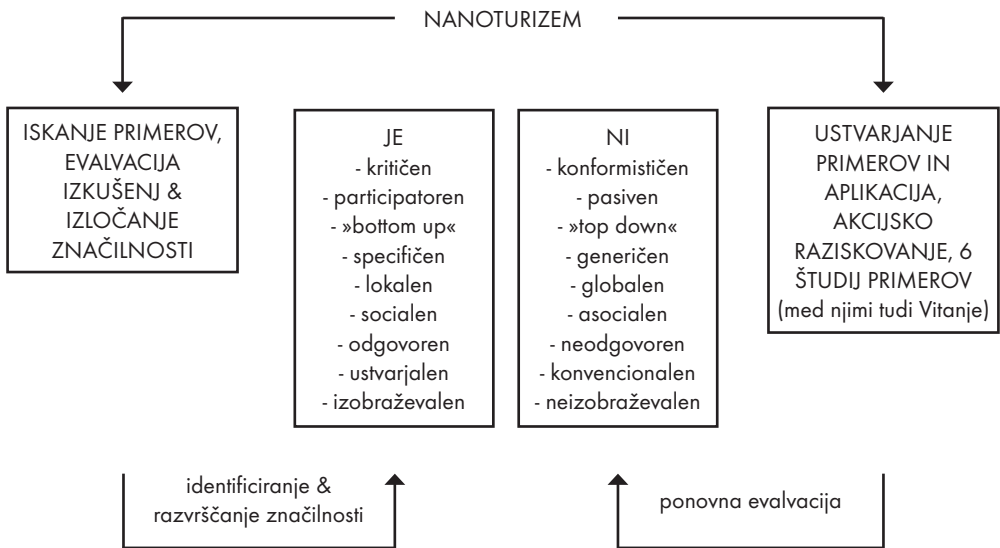 NANOTURIZEM
ISKANJE PRIMEROV,
EVALVACIJA
IZKUŠENJ &
IZLOČANJE
ZNAČILNOSTI
JE
- kritičen
- participatoren
- »bottom up«
- specifičen
- lokalen
- socialen
- odgovoren
- ustvarjalen
- izobraževalen
NI
- konformističen
- pasiven
- »top down«
- generičen
- globalen
- asocialen
- neodgovoren
- konvencionalen
- neizobraževalen
USTVARJANJE
PRIMEROV IN
APLIKACIJA,
AKCIJSKO
RAZISKOVANJE, 6
ŠTUDIJ PRIMEROV
(med njimi tudi Vitanje)
identificiranje &
razvrščanje značilnosti
ponovna evalvacija